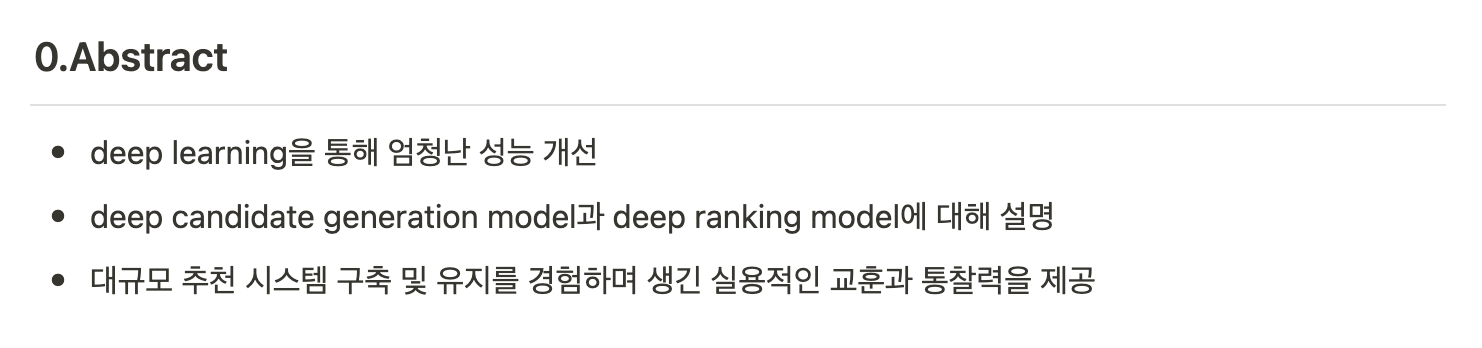 0.Abstract
• deep learning을 통해 엄청난 성능 개선
• deep candidate generation model과 deep ranking model에 대해 설명
• 대규모 추천 시스템 구축 및 유지를 경험하며 생긴 실용적인 교훈과 통찰력을 제공